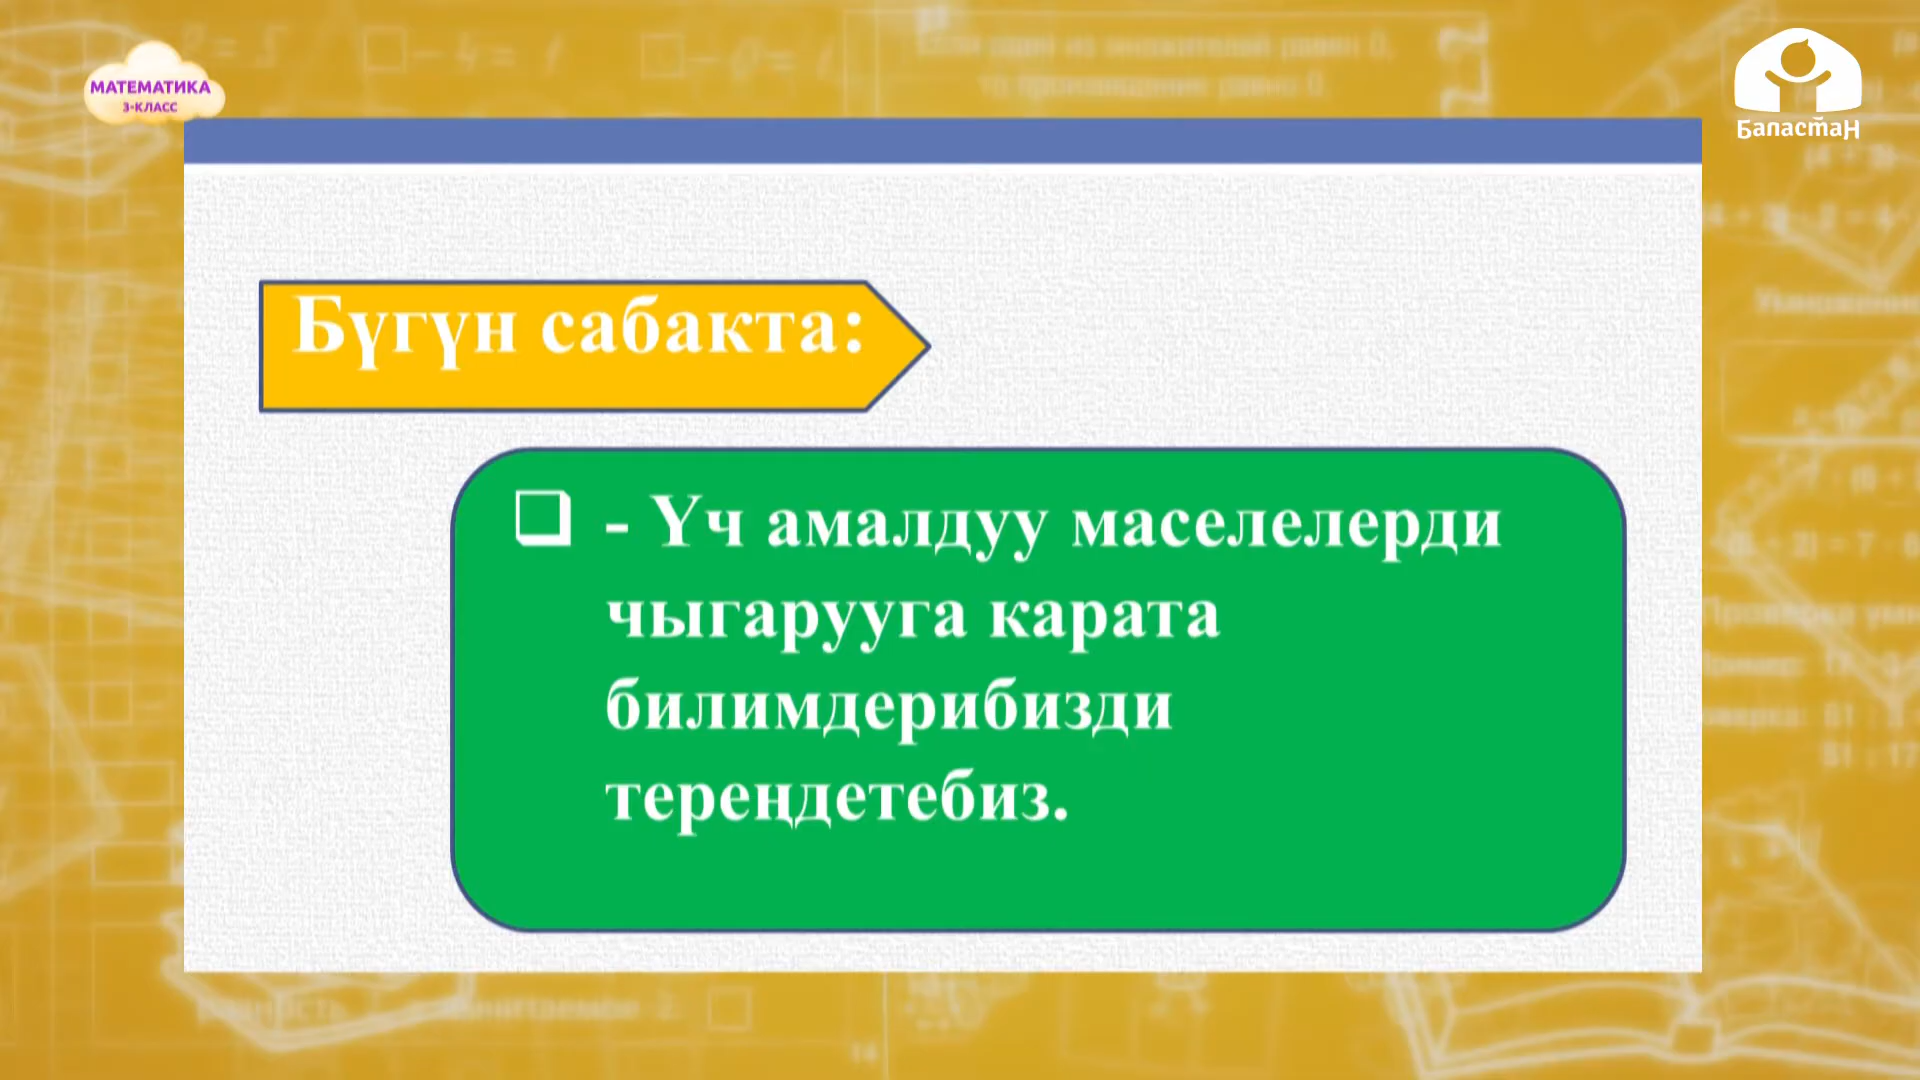 МАТЕМАТИКА
3-КЛАСС
Баластан
Бүгүн сабакта:
- Үч амалдуу маселелерди
чыгарууга карата
билимдерибизди
тереңдетебиз.